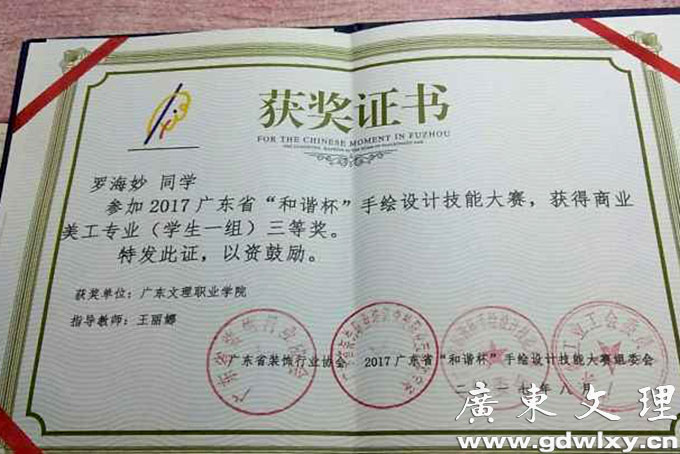 获奖证书
FOR THE CHINESE MOMENT IN FUZHOU
罗海妙 同学
参加2017广东省“和谐杯”手绘设计技能大赛，获得商业
美工专业（学生一组）三等奖。
特发此证，以资鼓励。
获奖单位：广东文理职业学院
指导教师：王丽娜
广东省装饰行业协会 2017广东省“和谐杯”手绘设计技能大赛组委会
二〇一七年八月
廣東文理
www.gdwlxy.cn